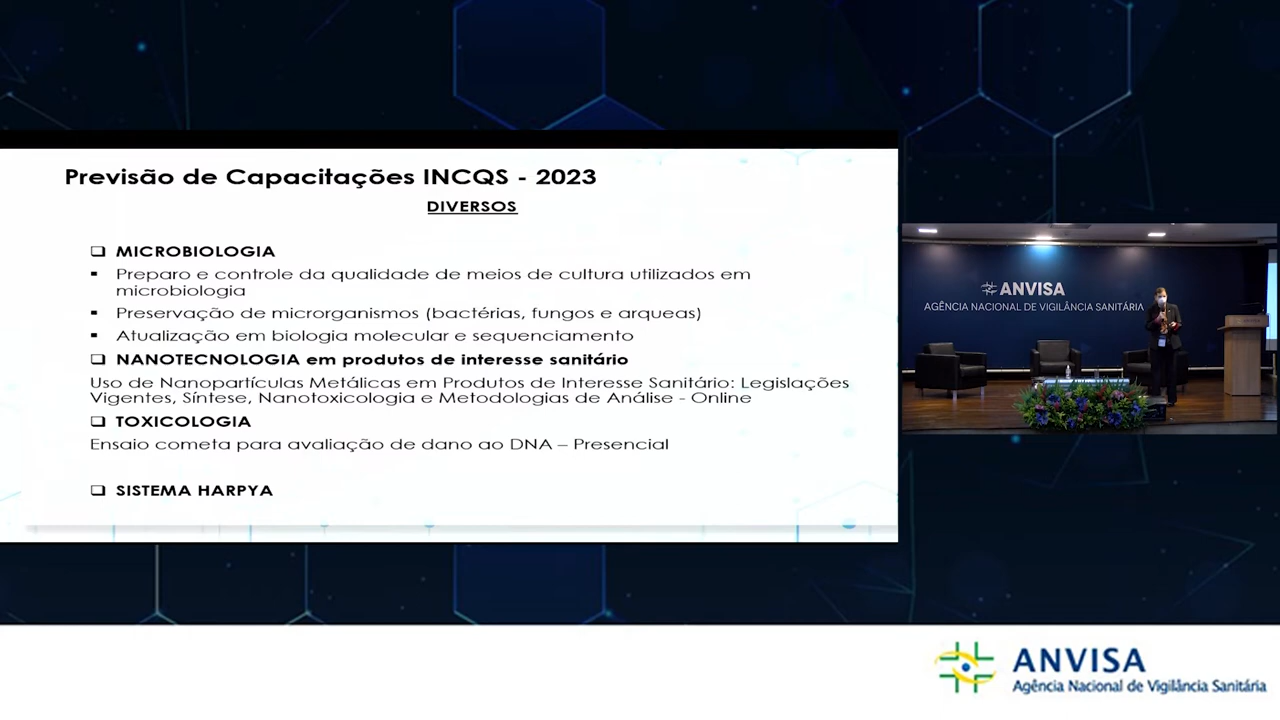 Previsão de Capacitações INCQS - 2023
DIVERSOS
❑ MICROBIOLOGIA
▪ Preparo e controle da qualidade de meios de cultura utilizados em
microbiologia
▪ Preservação de microrganismos (bactérias, fungos e arqueas)
▪ Atualização em biologia molecular e sequenciamento
❑ NANOTECNOLOGIA em produtos de interesse sanitário
Uso de Nanopartículas Metálicas em Produtos de Interesse Sanitário: Legislações
Vigentes, Síntese, Nanotoxicologia e Metodologias de Análise - Online
❑ TOXICOLOGIA
Ensaio cometa para avaliação de dano ao DNA – Presencial
❑ SISTEMA HARPYA
ANVISA
AGÊNCIA NACIONAL DE VIGILÂNCIA SANITÁRIA
ANVISA
Agência Nacional de Vigilância Sanitária